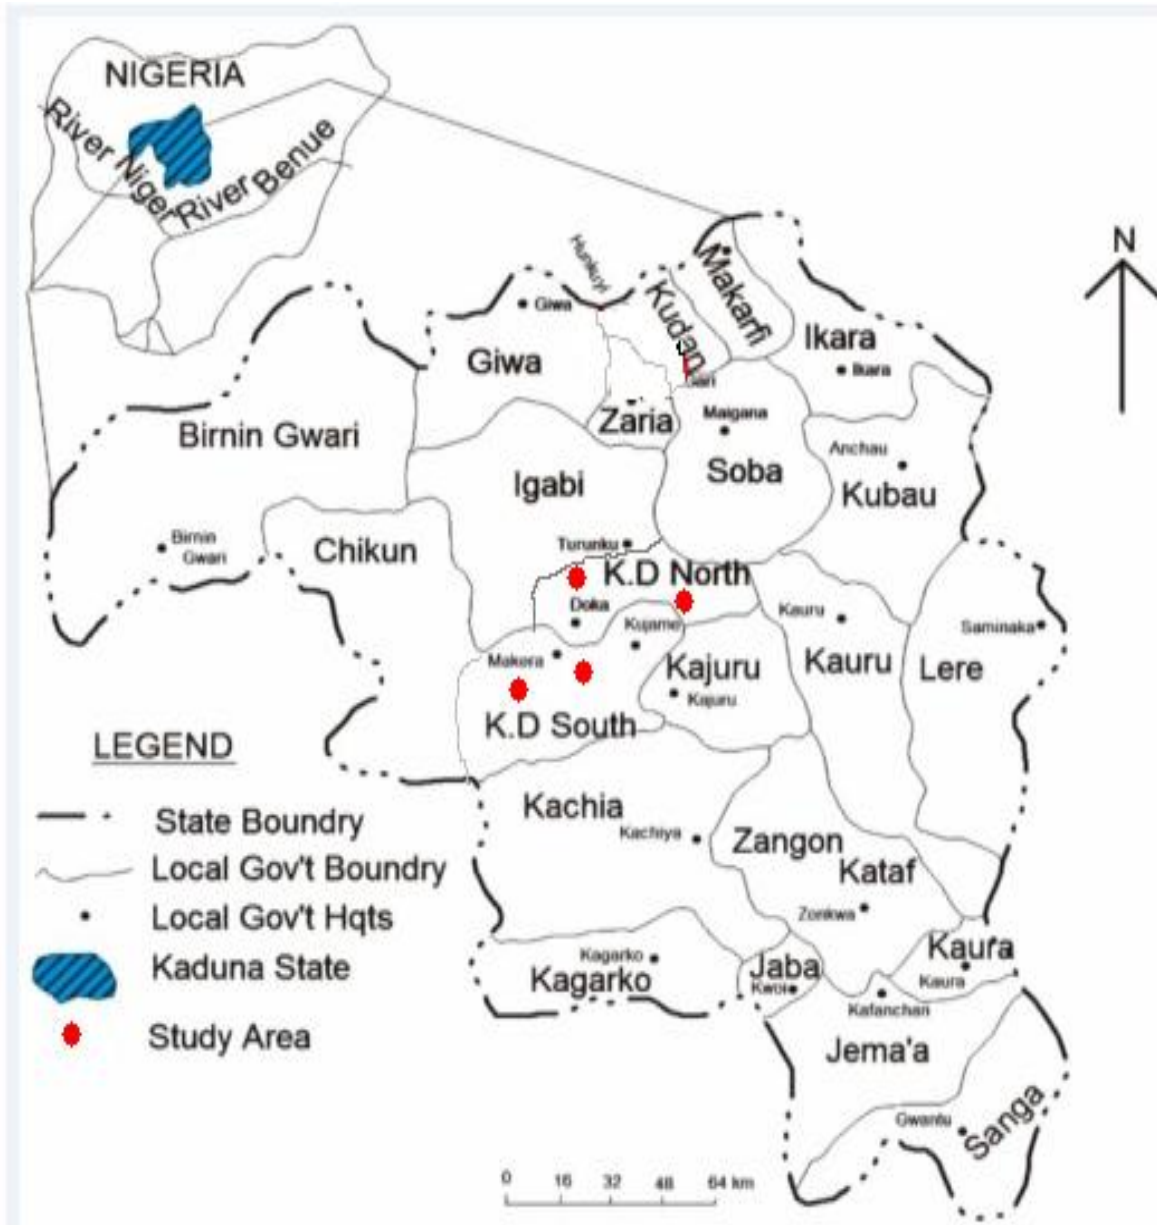 NIGERIA
River Niger
River Benue
N
Hunkuyi
Makarfi
Kudan
Giwa
Giwa
Ikara
Ikara
Zaria
Maigana
Soba
Birnin Gwari
Anchau
Kubau
Igabi
Birnin
Gwari
Chikun
Turunku
K.D North
Doka
Kujame
Kauru
Kauru
Saminaka
Lere
Makera
Kajuru
Kajuru
K.D South
LEGEND
State Boundry
Local Gov't Boundry
Local Gov't Hqts
Kaduna State
Study Area
Kachia
Kachiya
Zangon
Kataf
Zonkwa
Kagarko
Kagarko
Jaba
Kwoi
Kaura
Kaura
Kafanchan
Jema'a
Gwantu
Sanga
0 16 32 48 64 km